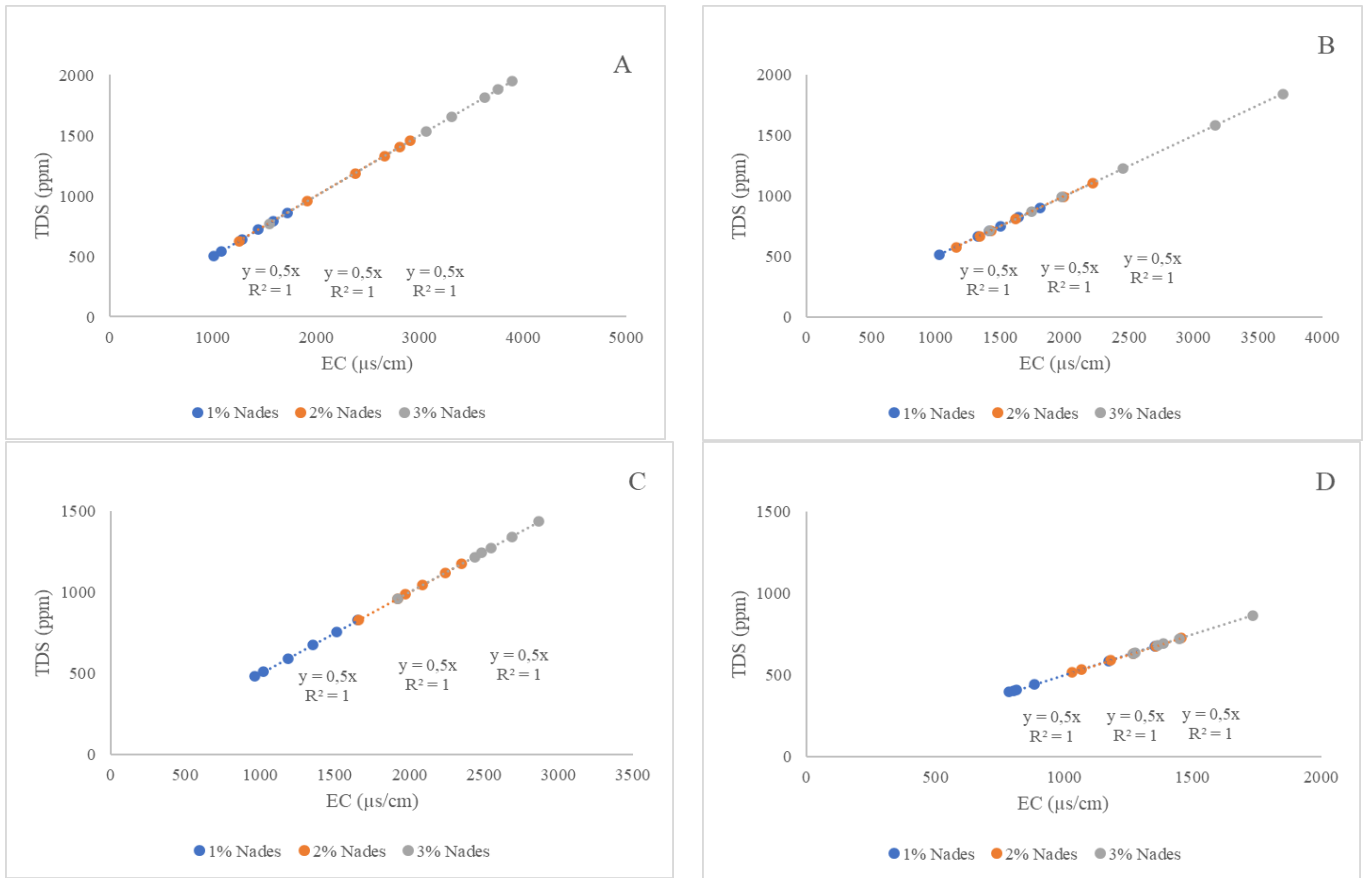 A
2000
1500
1000
500
0
TDS (ppm)
y = 0,5x
R² = 1
y = 0,5x
R² = 1
y = 0,5x
R² = 1
0 1000 2000 3000 4000 5000
EC (µs/cm)
1% Nades 2% Nades 3% Nades
B
2000
1500
1000
500
0
TDS (ppm)
y = 0,5x
R² = 1
y = 0,5x
R² = 1
y = 0,5x
R² = 1
0 500 1000 1500 2000 2500 3000 3500 4000
EC (µs/cm)
1% Nades 2% Nades 3% Nades
C
1500
1000
500
0
TDS (ppm)
y = 0,5x
R² = 1
y = 0,5x
R² = 1
y = 0,5x
R² = 1
0 500 1000 1500 2000 2500 3000 3500
EC (µs/cm)
1% Nades 2% Nades 3% Nades
D
1500
1000
500
0
TDS (ppm)
y = 0,5x
R² = 1
y = 0,5x
R² = 1
y = 0,5x
R² = 1
0 500 1000 1500 2000
EC (µs/cm)
1% Nades 2% Nades 3% Nades